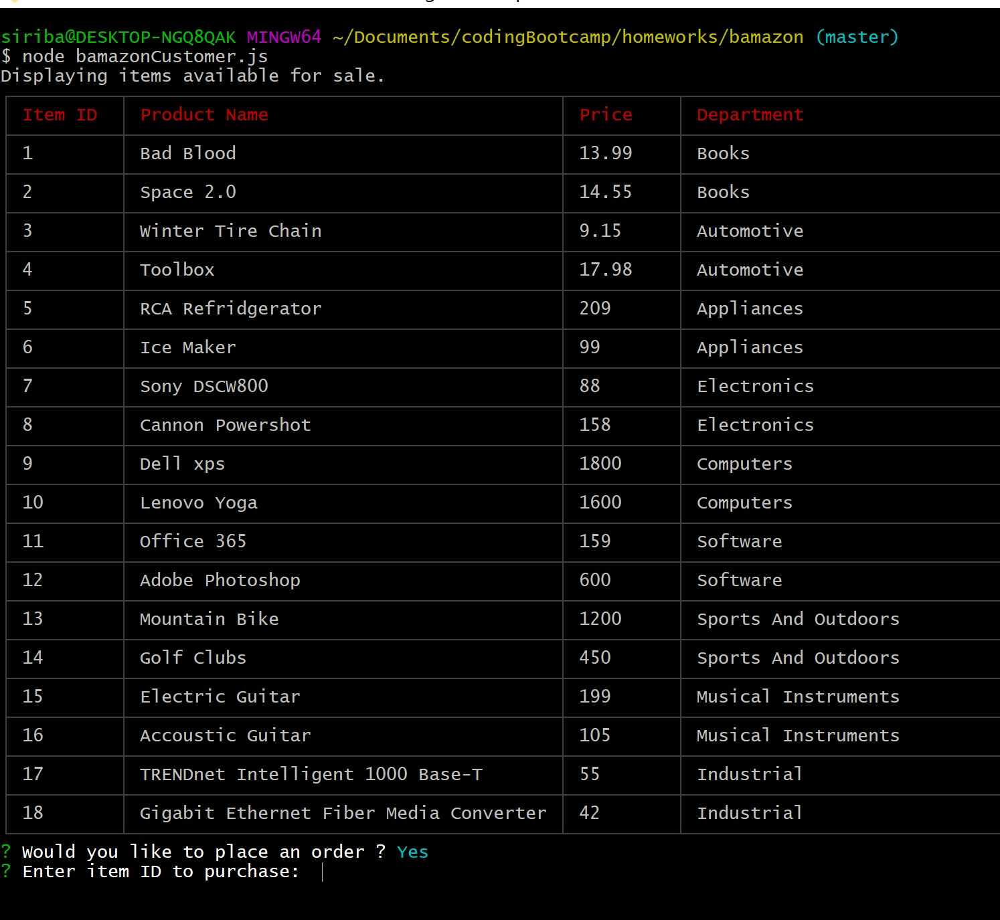 siriba@DESKTOP-NGQ8QAK MINGW64 ~/Documents/codingBootcamp/homeworks/bamazon (master)
$ node bamazonCustomer.js
Displaying items available for sale.
Item ID Product Name Price Department
1 Bad Blood 13.99 Books
2 Space 2.0 14.55 Books
3 Winter Tire Chain 9.15 Automotive
4 Toolbox 17.98 Automotive
5 RCA Refridgerator 209 Appliances
6 Ice Maker 99 Appliances
7 Sony DSCW800 88 Electronics
8 Cannon Powershot 158 Electronics
9 Dell xps 1800 Computers
10 Lenovo Yoga 1600 Computers
11 Office 365 159 Software
12 Adobe Photoshop 600 Software
13 Mountain Bike 1200 Sports And Outdoors
14 Golf Clubs 450 Sports And Outdoors
15 Electric Guitar 199 Musical Instruments
16 Accoustic Guitar 105 Musical Instruments
17 TRENDnet Intelligent 1000 Base-T 55 Industrial
18 Gigabit Ethernet Fiber Media Converter 42 Industrial
? Would you like to place an order ? Yes
? Enter item ID to purchase: